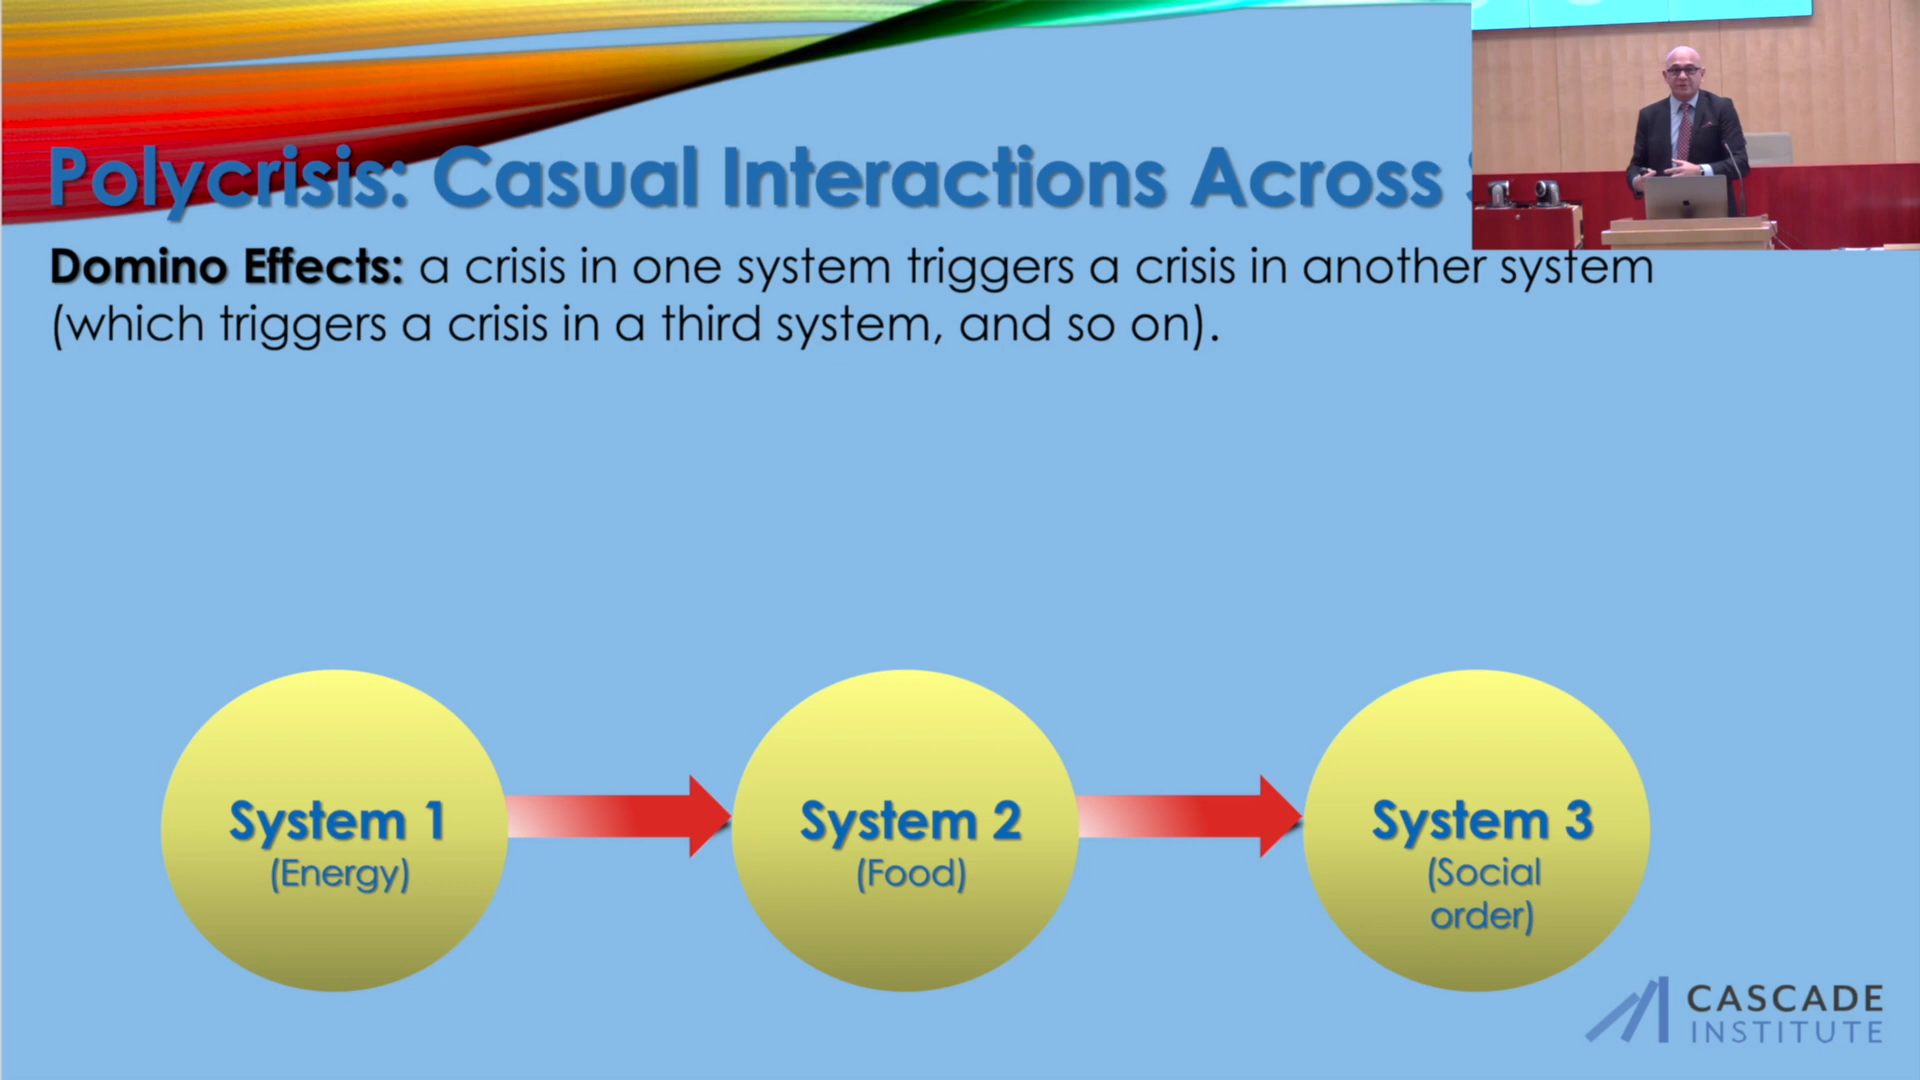 Polycrisis: Casual Interactions Across
Domino Effects: a crisis in one system triggers a crisis in another system
(which triggers a crisis in a third system, and so on).
System 1
(Energy)
System 2
(Food)
System 3
(Social
order)
CASCADE
INSTITUTE